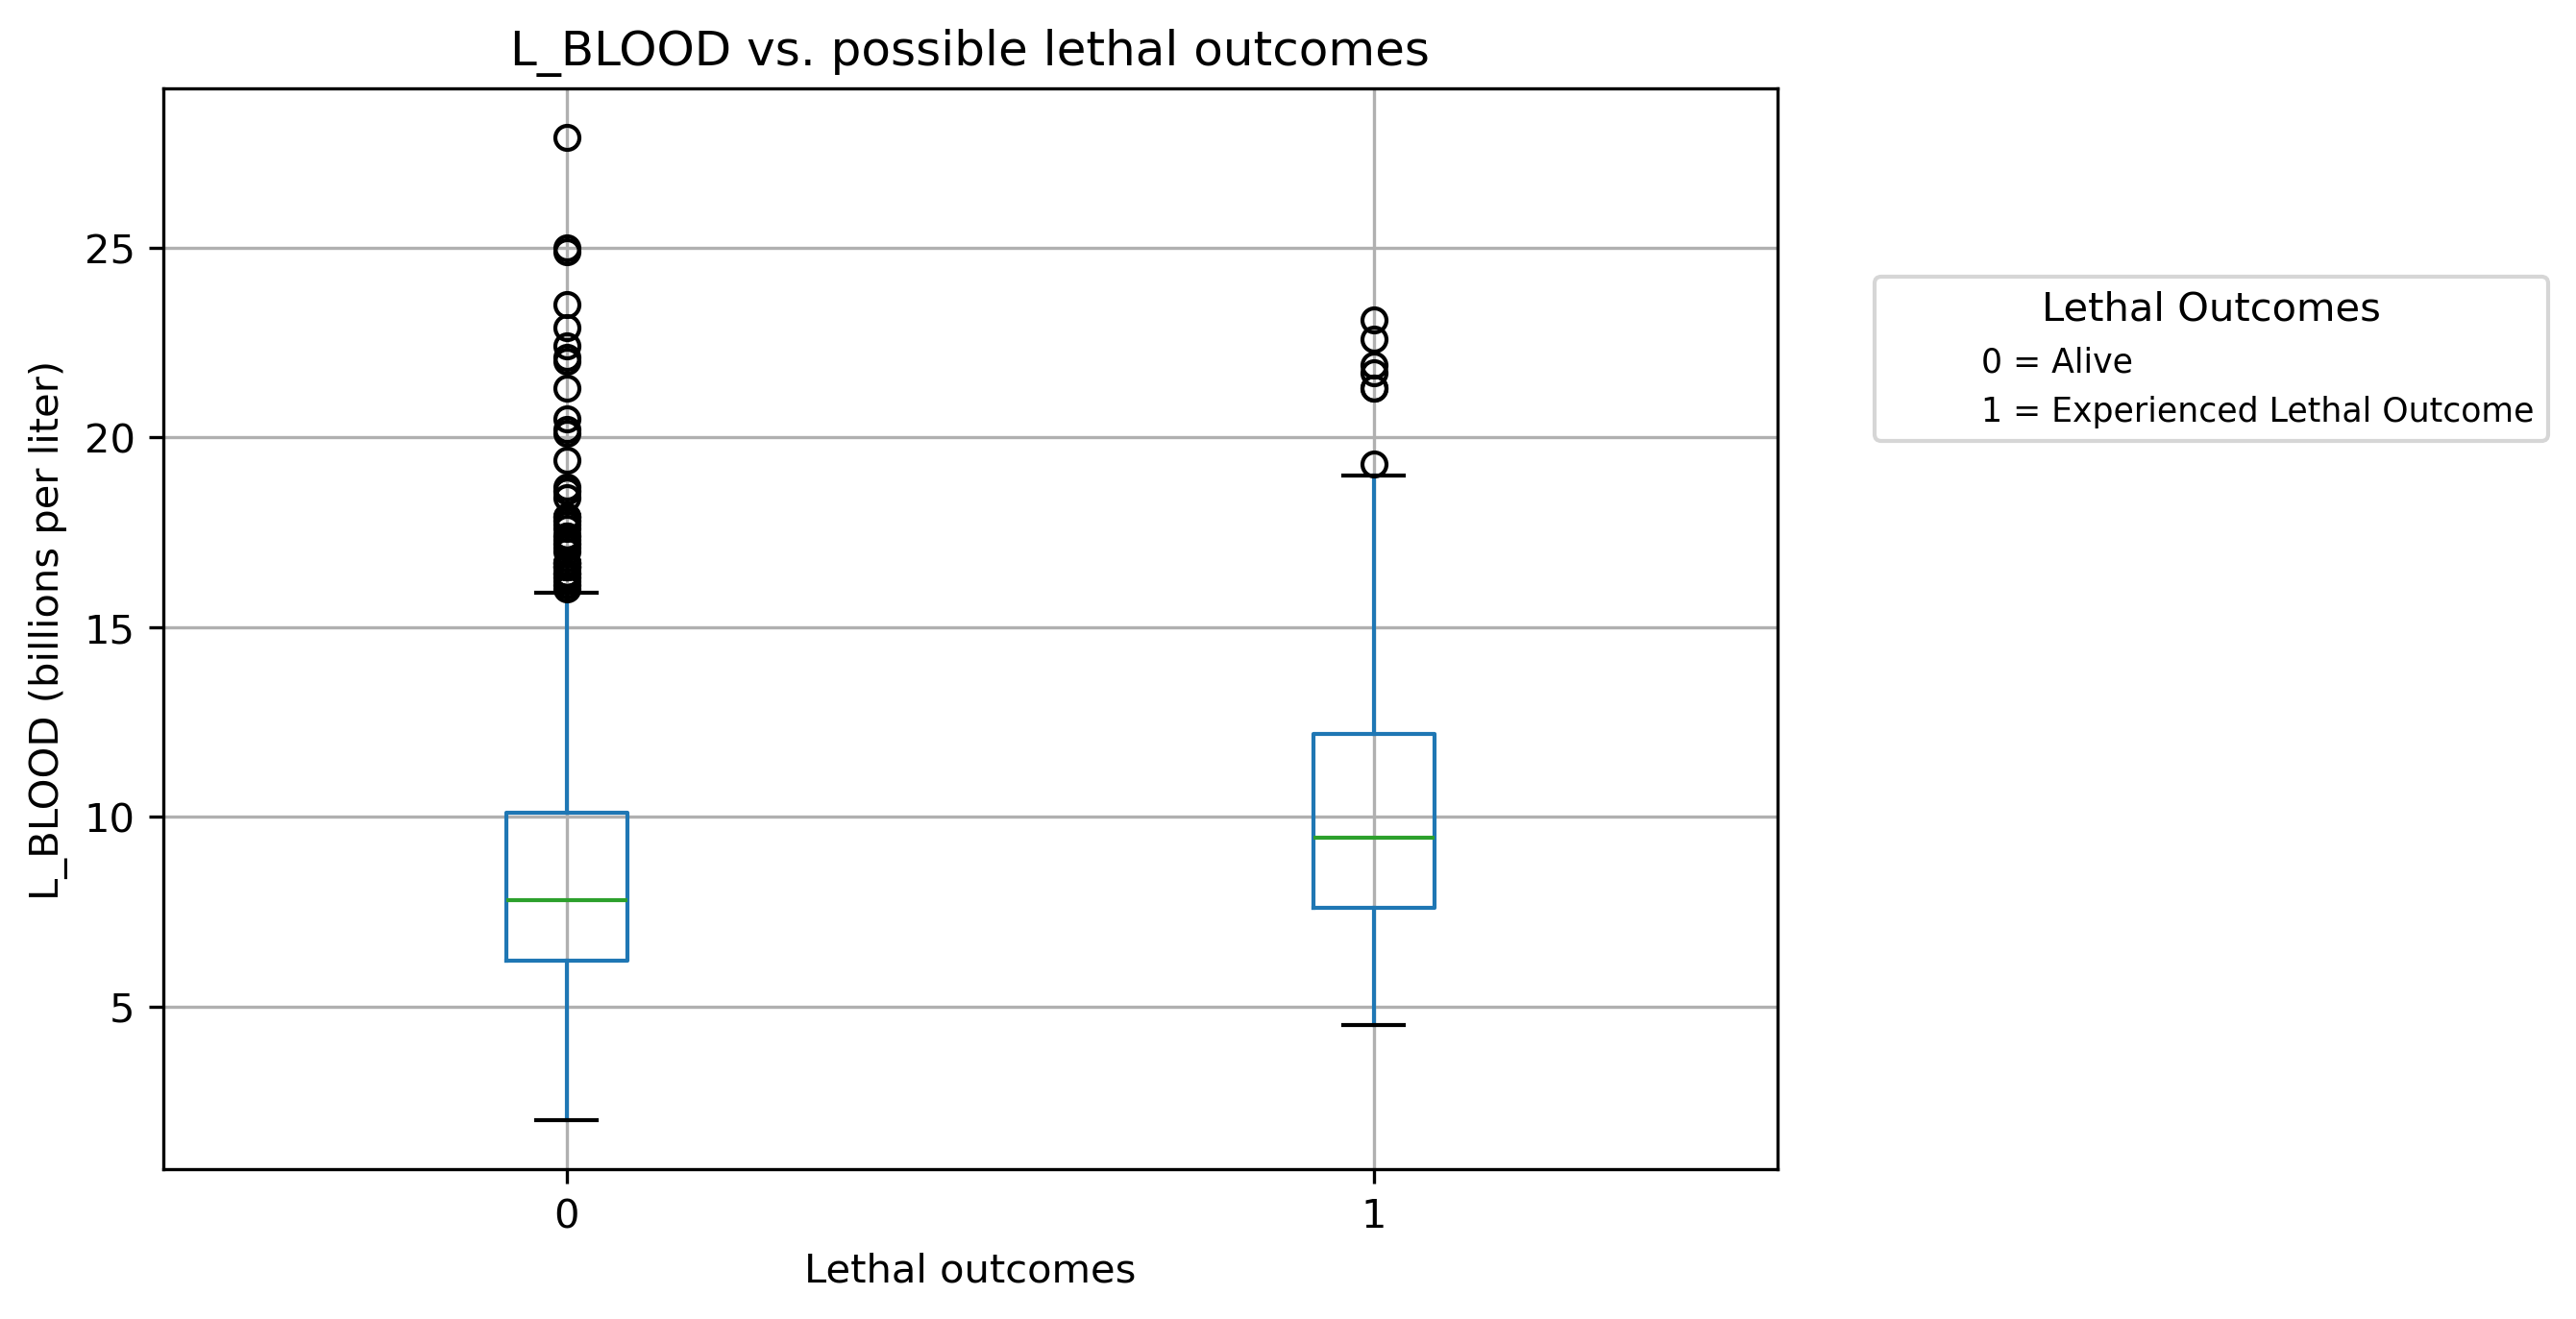 L_BLOOD vs. possible lethal outcomes
L_BLOOD (billions per liter)
25
20
15
10
5
0
1
Lethal outcomes
Lethal Outcomes
0 = Alive
1 = Experienced Lethal Outcome